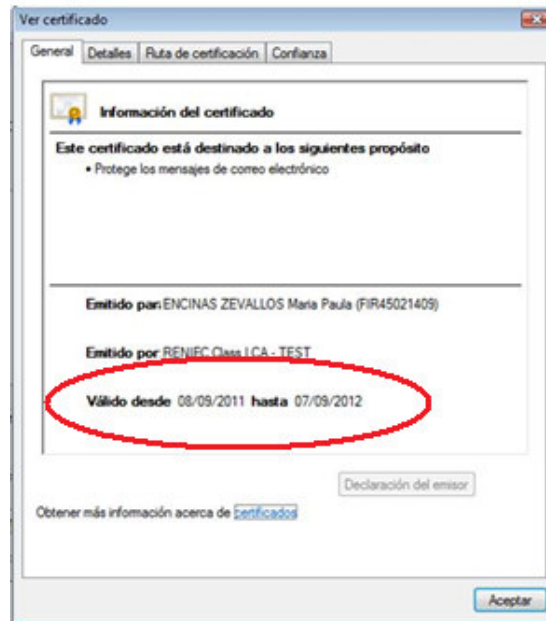 Ver certificado
General Detalles Ruta de certificación Confianza
Información del certificado
Este certificado está destinado a los siguientes propósito
• Protege los mensajes de correo electrónico
Emitido par: ENCINAS ZEVALLOS Maria Paula (FIR45021409)
Emitido por RENIEC Class I CA - TEST
Válido desde 08/09/2011 hasta 07/09/2012
Declaración del emisor
Obtener más información acerca de certificados
Aceptar